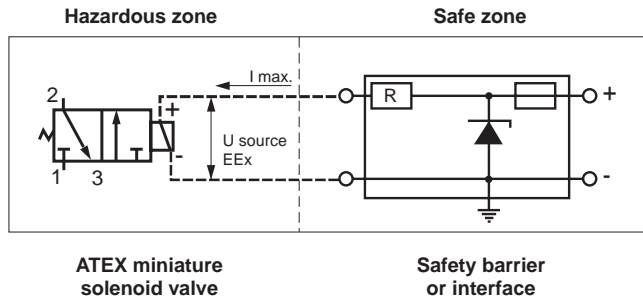 Hazardous zone
Safe zone
I max.
R
+
2
+
U source
EEx
-
-
1
3
ATEX miniature
solenoid valve
Safety barrier
or interface